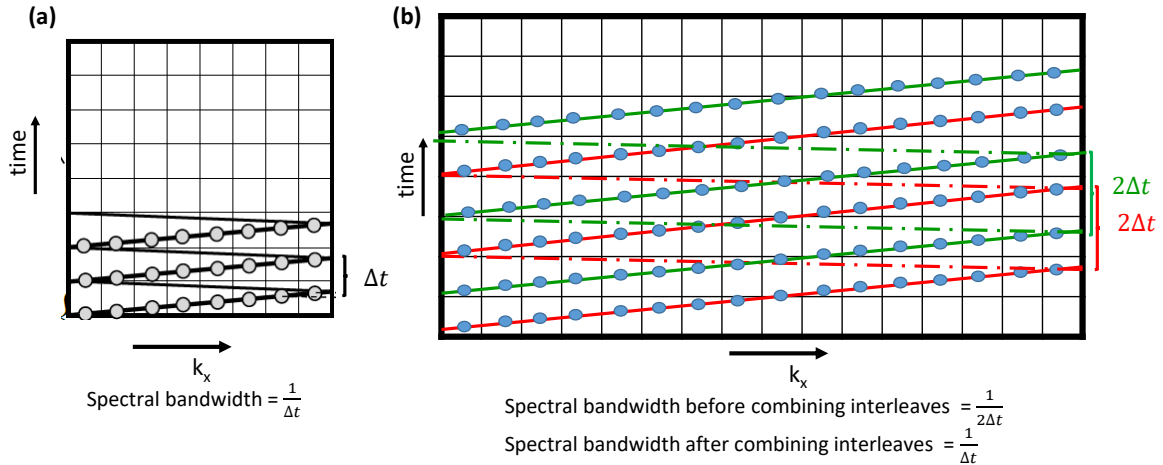 (a)
(b)
time
Δt
k_x
Spectral bandwidth = 1/Δt
time
2Δt
2Δt
k_x
Spectral bandwidth before combining interleaves = 1/2Δt
Spectral bandwidth after combining interleaves = 1/Δt